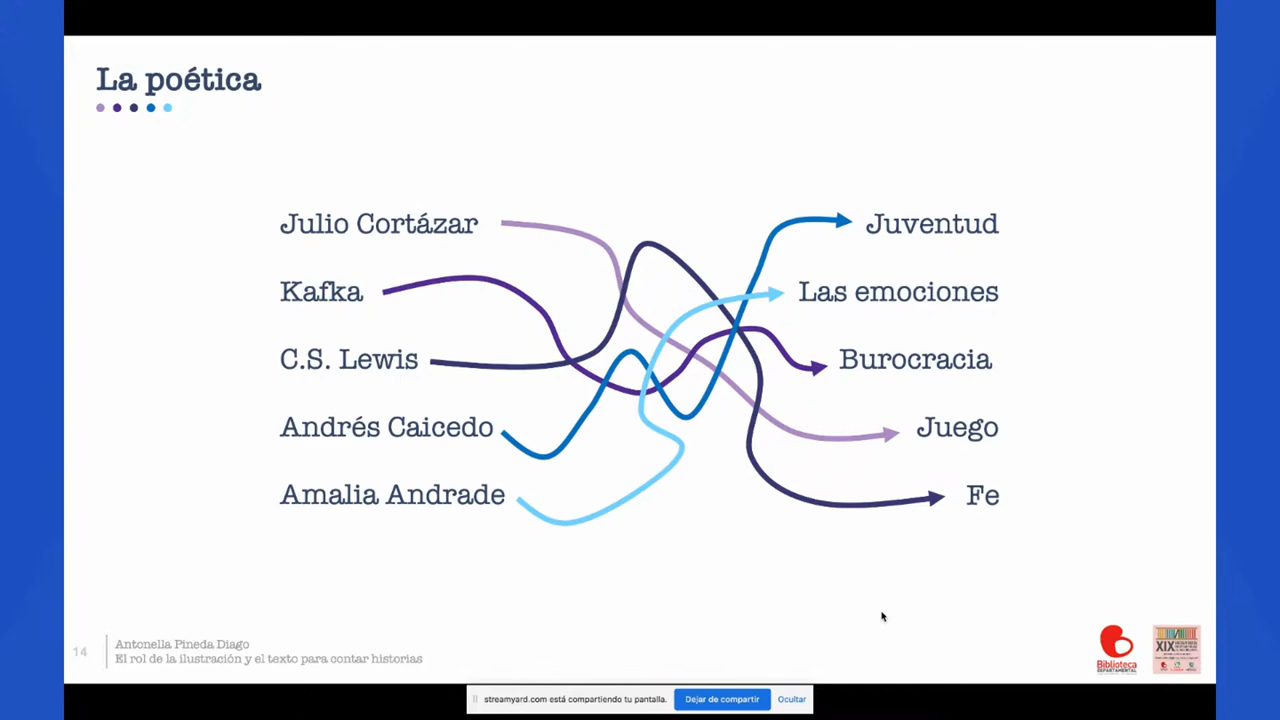 La poética
Julio Cortázar
Juventud
Kafka
Las emociones
C.S. Lewis
Burocracia
Andrés Caicedo
Juego
Amalia Andrade
Fe
14
Antonella Pineda Diago
El rol de la ilustración y el texto para contar historias
Biblioteca
DEPARTAMENTAL
XIX
streamyard.com está compartiendo tu pantalla.
Dejar de compartir
Ocultar